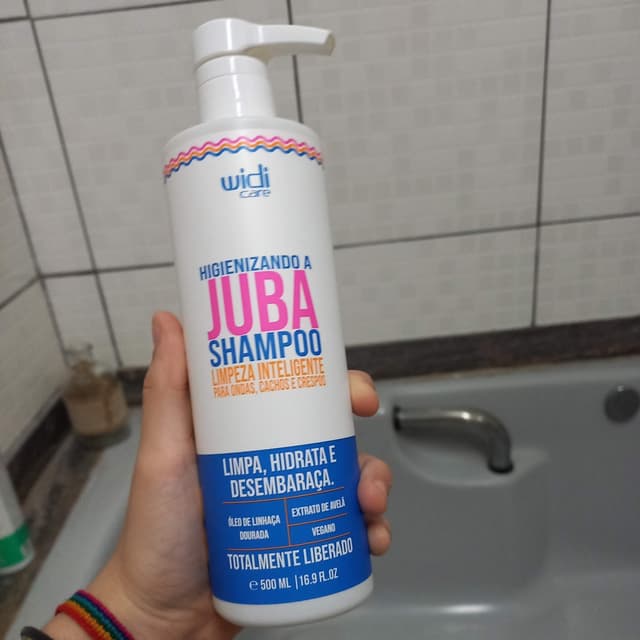 widi
care
HIGIENIZANDO A
JUBA
SHAMPOO
LIMPEZA INTELIGENTE
PARA ONDAS, CACHOS E CRESPOS
LIMPA, HIDRATA E
DESEMBARAÇA.
ÓLEO DE LINHAÇA
DOURADA
EXTRATO DE AVELÃ
VEGANO
TOTALMENTE LIBERADO
℮ 500 ML | 16.9 FL.OZ